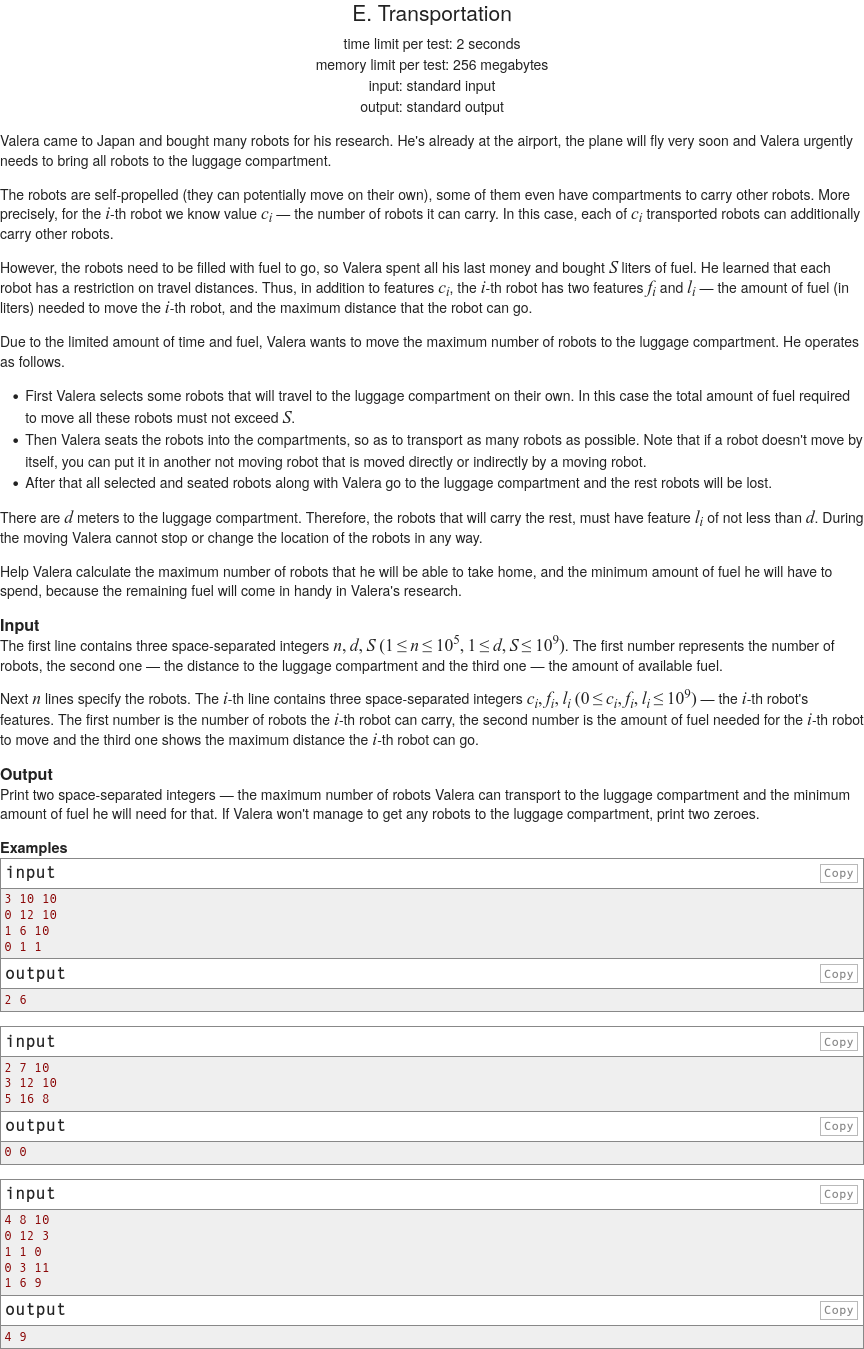 E. Transportation
time limit per test: 2 seconds
memory limit per test: 256 megabytes
input: standard input
output: standard output
Valera came to Japan and bought many robots for his research. He's already at the airport, the plane will fly very soon and Valera urgently
needs to bring all robots to the luggage compartment.
The robots are self-propelled (they can potentially move on their own), some of them even have compartments to carry other robots. More
precisely, for the i-th robot we know value c_i — the number of robots it can carry. In this case, each of c_i transported robots can additionally
carry other robots.
However, the robots need to be filled with fuel to go, so Valera spent all his last money and bought S liters of fuel. He learned that each
robot has a restriction on travel distances. Thus, in addition to features c_i, the i-th robot has two features f_i and l_i — the amount of fuel (in
liters) needed to move the i-th robot, and the maximum distance that the robot can go.
Due to the limited amount of time and fuel, Valera wants to move the maximum number of robots to the luggage compartment. He operates
as follows.
• First Valera selects some robots that will travel to the luggage compartment on their own. In this case the total amount of fuel required
to move all these robots must not exceed S.
• Then Valera seats the robots into the compartments, so as to transport as many robots as possible. Note that if a robot doesn't move by
itself, you can put it in another not moving robot that is moved directly or indirectly by a moving robot.
• After that all selected and seated robots along with Valera go to the luggage compartment and the rest robots will be lost.
There are d meters to the luggage compartment. Therefore, the robots that will carry the rest, must have feature l_i of not less than d. During
the moving Valera cannot stop or change the location of the robots in any way.
Help Valera calculate the maximum number of robots that he will be able to take home, and the minimum amount of fuel he will have to
spend, because the remaining fuel will come in handy in Valera's research.
Input
The first line contains three space-separated integers n, d, S (1 ≤ n ≤ 10^5, 1 ≤ d, S ≤ 10^9). The first number represents the number of
robots, the second one — the distance to the luggage compartment and the third one — the amount of available fuel.
Next n lines specify the robots. The i-th line contains three space-separated integers c_i, f_i, l_i (0 ≤ c_i, f_i, l_i ≤ 10^9) — the i-th robot's
features. The first number is the number of robots the i-th robot can carry, the second number is the amount of fuel needed for the i-th robot
to move and the third one shows the maximum distance the i-th robot can go.
Output
Print two space-separated integers — the maximum number of robots Valera can transport to the luggage compartment and the minimum
amount of fuel he will need for that. If Valera won't manage to get any robots to the luggage compartment, print two zeroes.
Examples
input Copy
3 10 10
0 12 10
1 6 10
0 1 1
output Copy
2 6
input Copy
2 7 10
3 12 10
5 16 8
output Copy
0 0
input Copy
4 8 10
0 12 3
1 1 0
0 3 11
1 6 9
output Copy
4 9